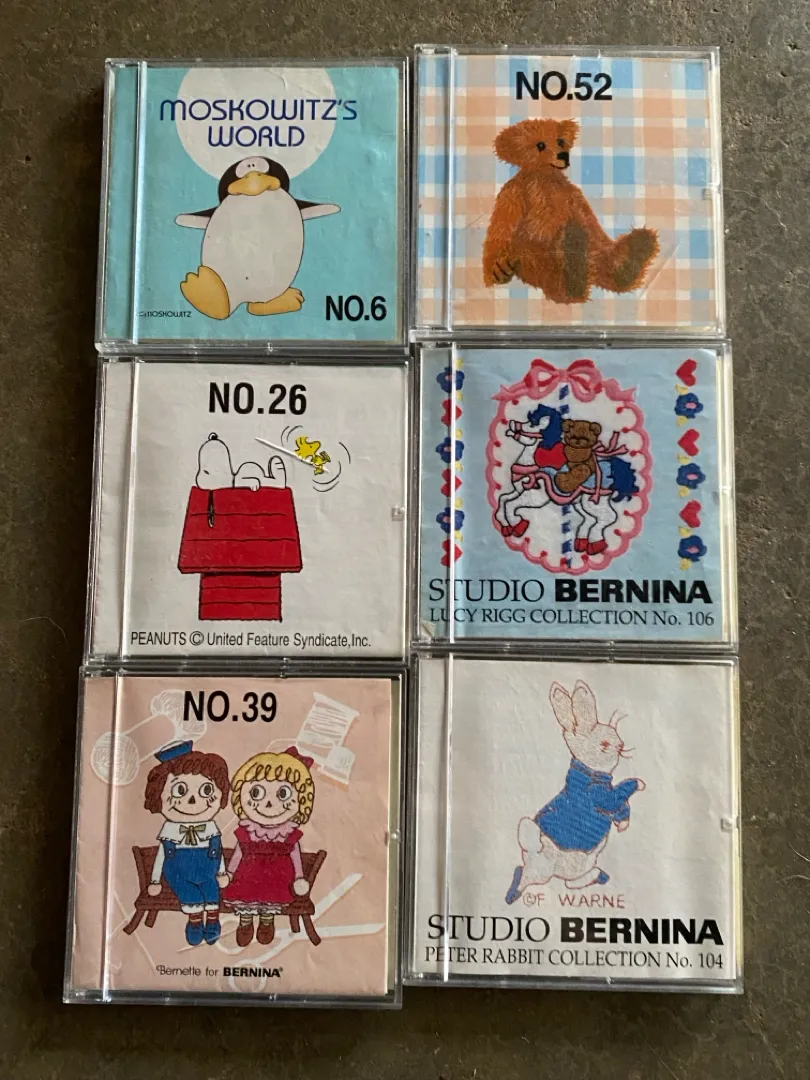 MOSKOWITZ'S
WORLD
MOSKOWITZ
NO.6
NO.52
NO.26
PEANUTS © United Feature Syndicate,Inc.
STUDIO BERNINA
LUCY RIGG COLLECTION No. 106
NO.39
Bernette for BERNINA®
©F WARNE
STUDIO BERNINA
PETER RABBIT COLLECTION No. 104